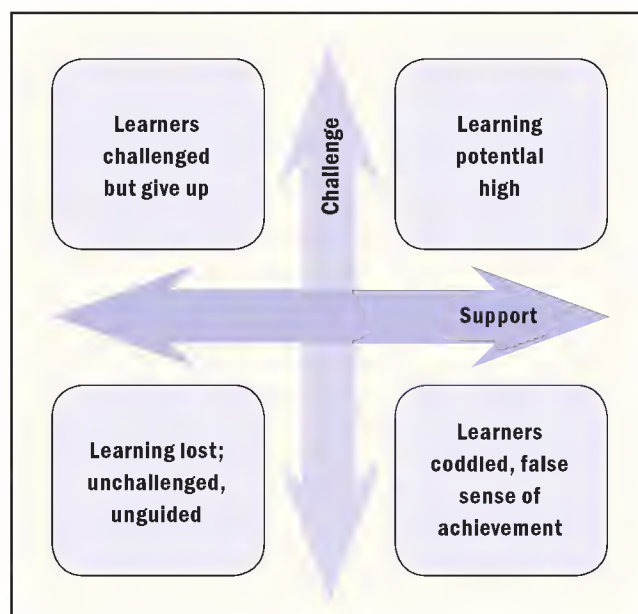 Learners
challenged
but give up
Challenge
Learning
potential
high
Support
Learning lost;
unchallenged,
unguided
Learners
coddled, false
sense of
achievement